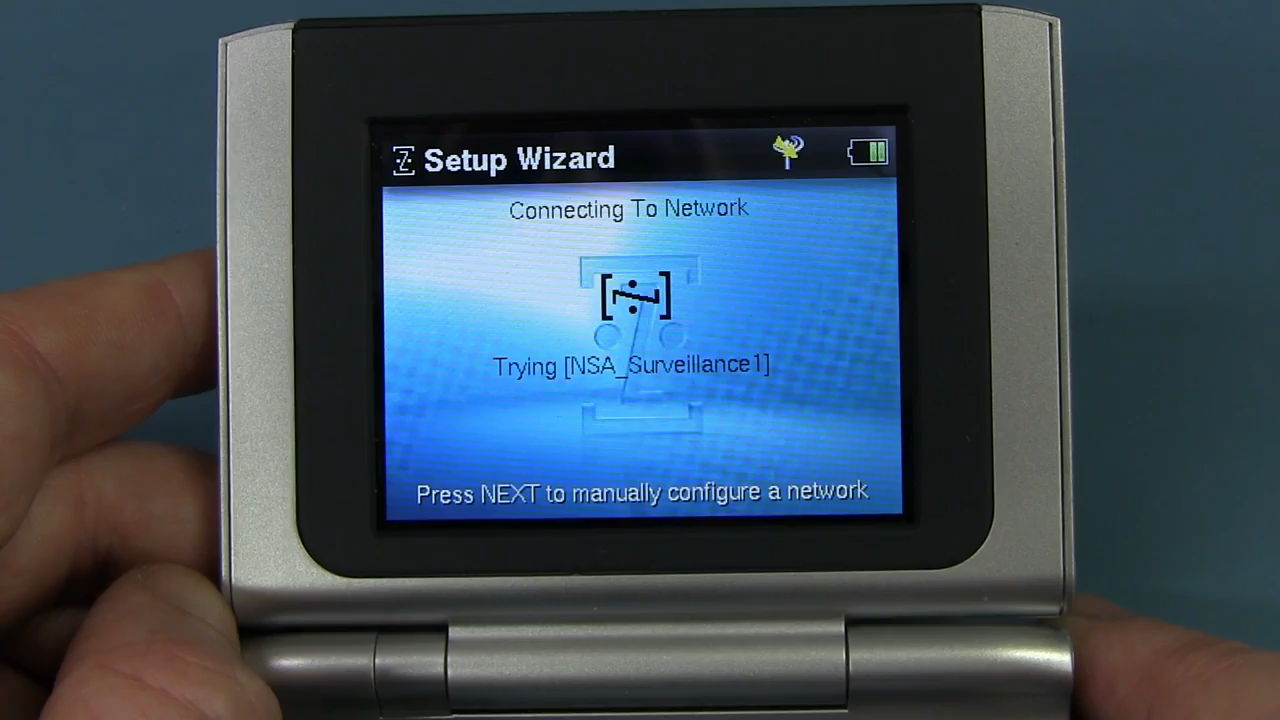 Setup Wizard
Connecting To Network
Trying [NSA_Surveillance1]
Press NEXT to manually configure a network